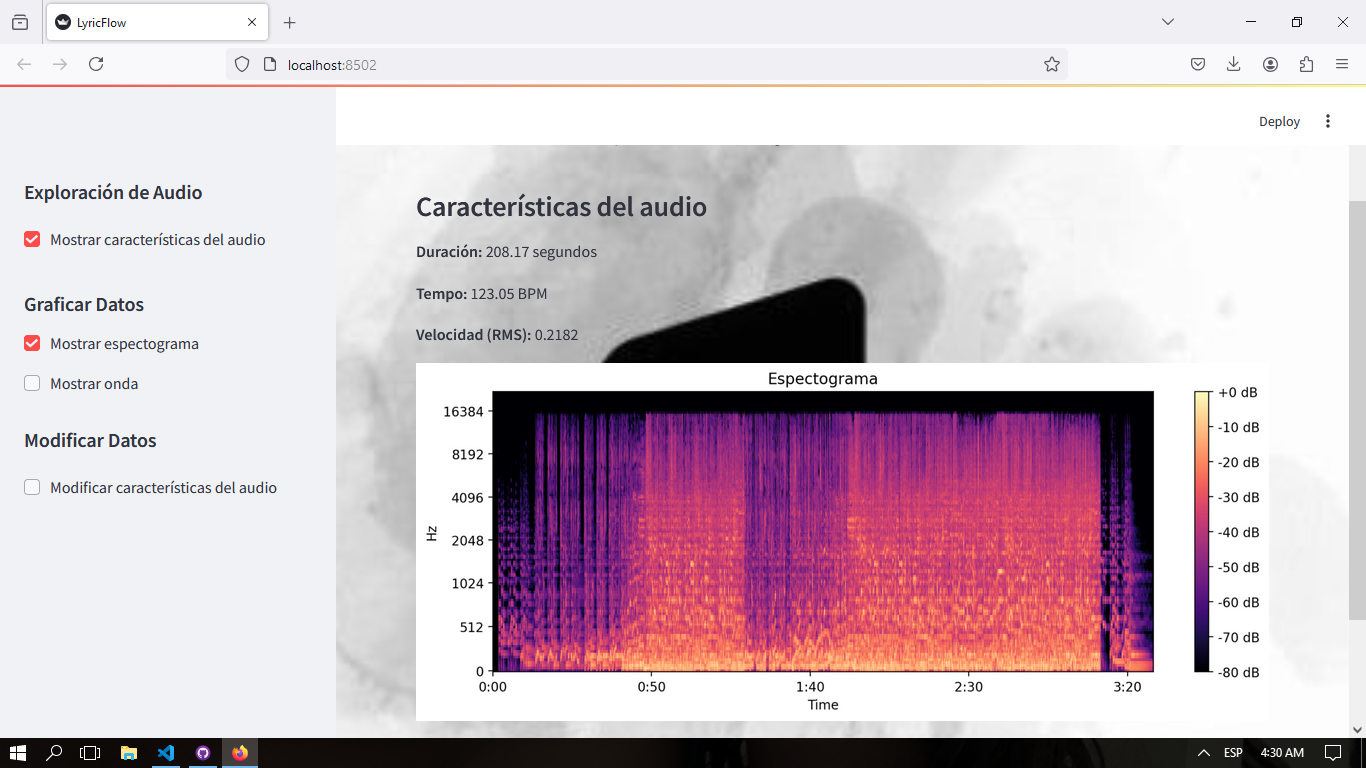 LyricFlow
localhost:8502
Deploy
Exploración de Audio
Mostrar características del audio
Graficar Datos
Mostrar espectograma
Mostrar onda
Modificar Datos
Modificar características del audio
Características del audio
Duración: 208.17 segundos
Tempo: 123.05 BPM
Velocidad (RMS): 0.2182
Espectograma
Hz
16384
8192
4096
2048
1024
512
0
0:00 0:50 1:40 2:30 3:20
Time
+0 dB
-10 dB
-20 dB
-30 dB
-40 dB
-50 dB
-60 dB
-70 dB
-80 dB
ESP 4:30 AM